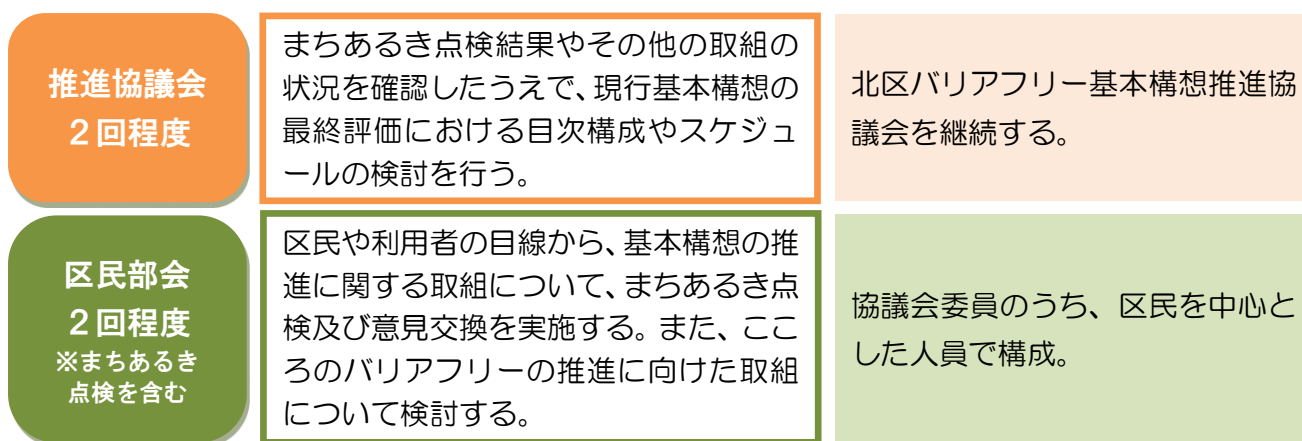 推進協議会
２回程度
まちあるき点検結果やその他の取組の
状況を確認したうえで、現行基本構想の
最終評価における目次構成やスケジュ
ールの検討を行う。
北区バリアフリー基本構想推進協
議会を継続する。
区民部会
２回程度
※まちあるき
点検を含む
区民や利用者の目線から、基本構想の推
進に関する取組について、まちあるき点
検及び意見交換を実施する。また、ここ
ろのバリアフリーの推進に向けた取組
について検討する。
協議会委員のうち、区民を中心と
した人員で構成。